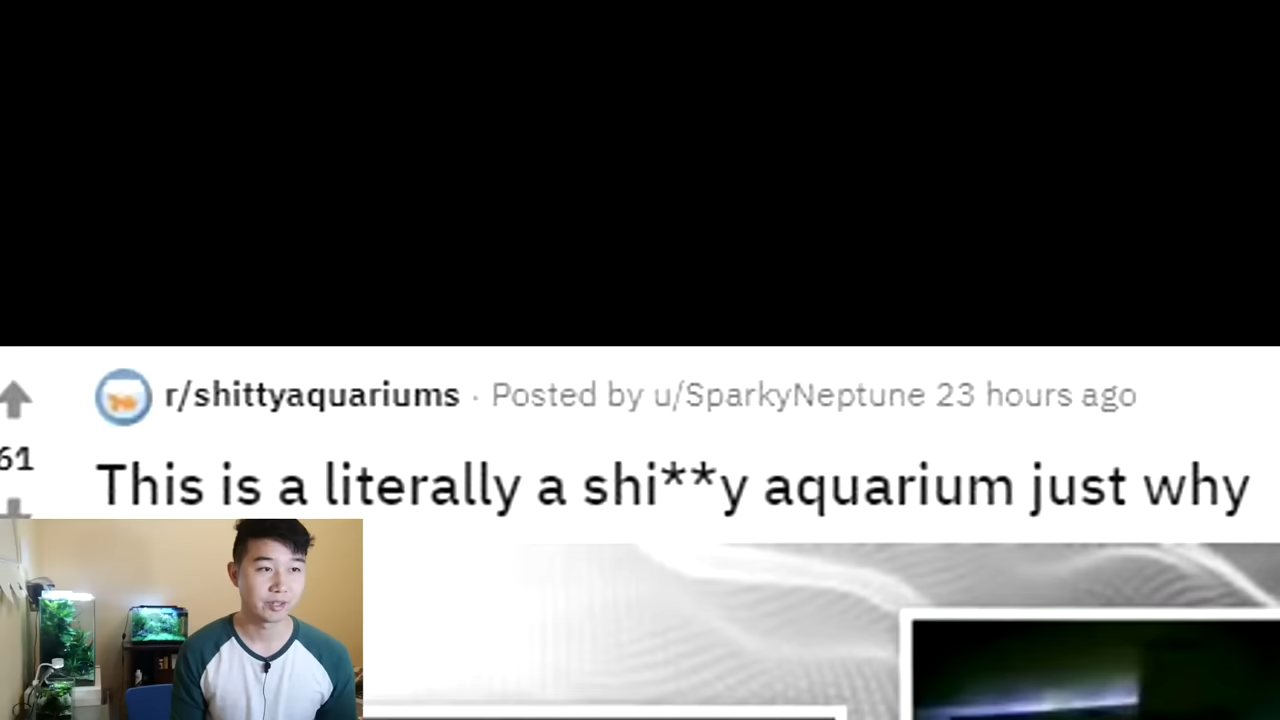 r/shittyaquariums · Posted by u/SparkyNeptune 23 hours ago
61
This is a literally a shi**y aquarium just why